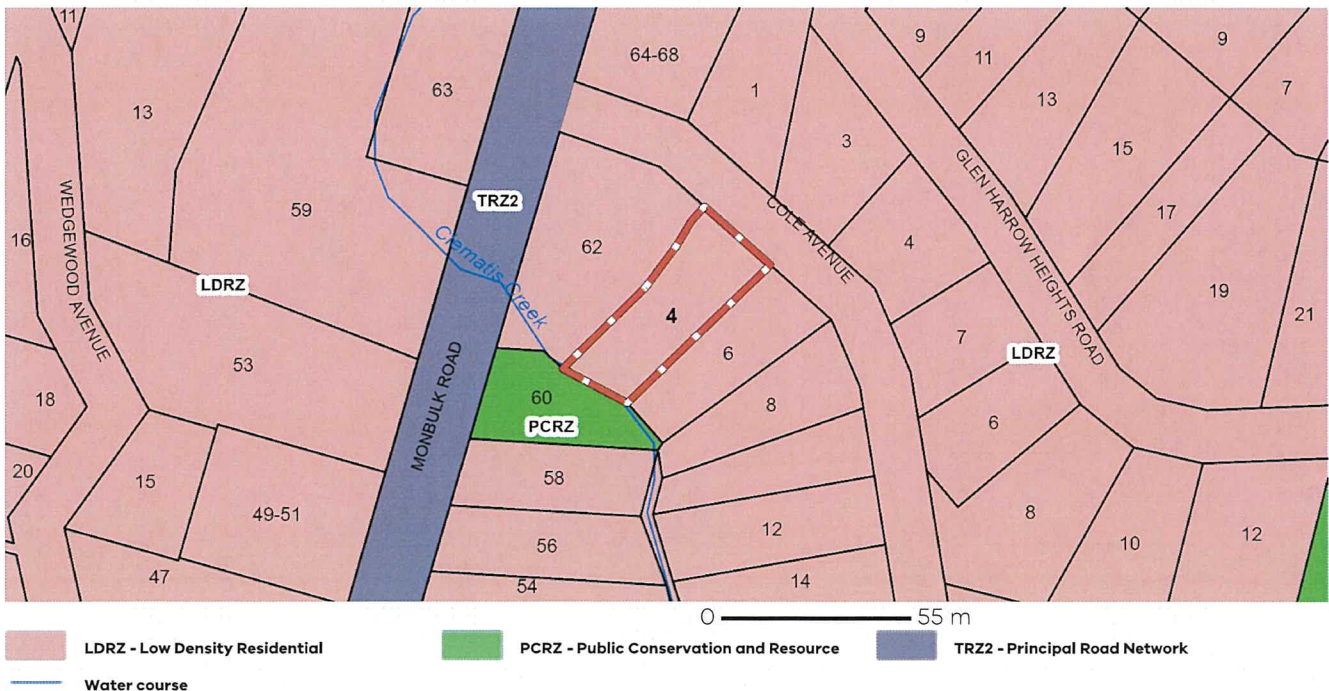 11
9
9
64-68
11
63
1
7
13
13
3
15
WEDGEWOOD AVENUE
GLEN HARROW HEIGHTS ROAD
TRZ2
COLE AVENUE
59
17
16
Clematis Creek
62
4
LDRZ
19
4
21
6
7
LDRZ
MONBULK ROAD
53
60
18
8
6
PCRZ
20
15
58
49-51
8
12
56
10
12
47
54
14
0 55 m
LDRZ - Low Density Residential
PCRZ - Public Conservation and Resource
TRZ2 - Principal Road Network
Water course